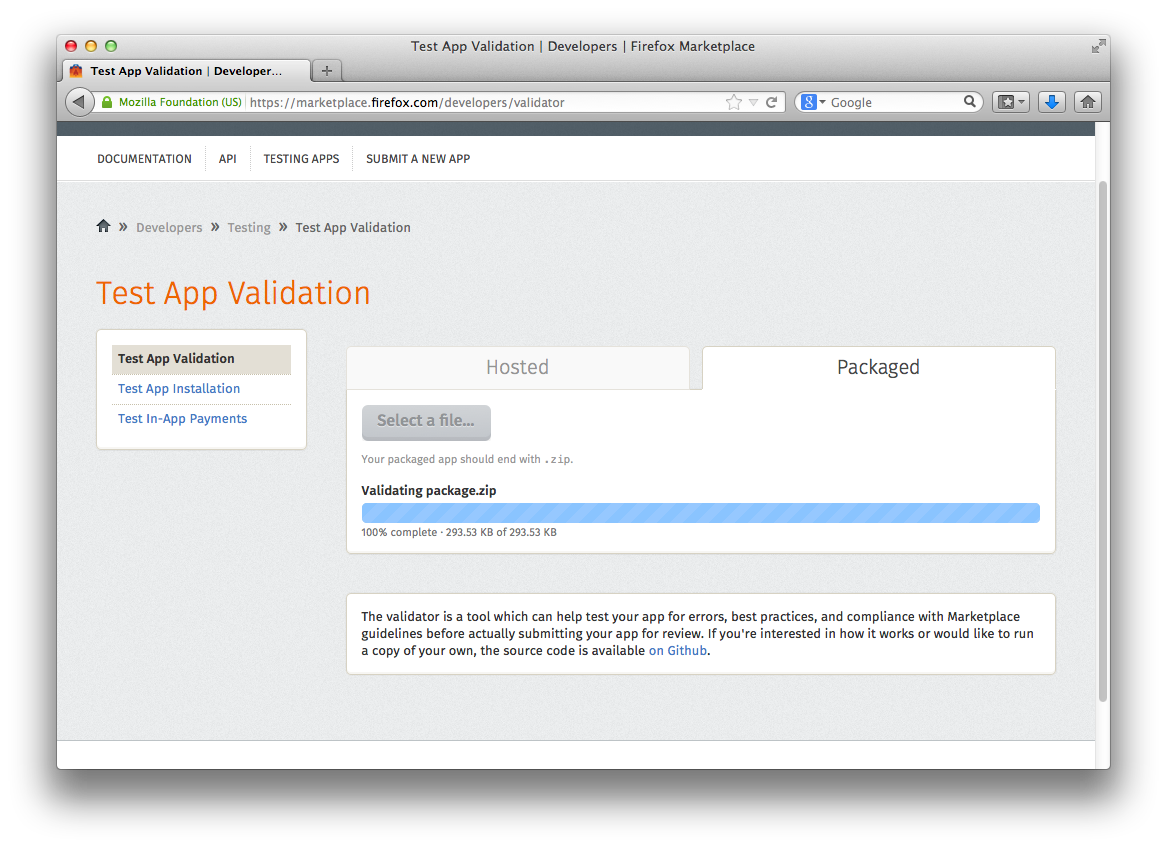 Test App Validation | Developers | Firefox Marketplace
Test App Validation | Developer...
Mozilla Foundation (US)
https://marketplace.firefox.com/developers/validator
Google
DOCUMENTATION
API
TESTING APPS
SUBMIT A NEW APP
» Developers » Testing » Test App Validation
Test App Validation
Test App Validation
Test App Installation
Test In-App Payments
Hosted
Packaged
Select a file...
Your packaged app should end with .zip.
Validating package.zip
100% complete · 293.53 KB of 293.53 KB
The validator is a tool which can help test your app for errors, best practices, and compliance with Marketplace
guidelines before actually submitting your app for review. If you're interested in how it works or would like to run
a copy of your own, the source code is available on Github.